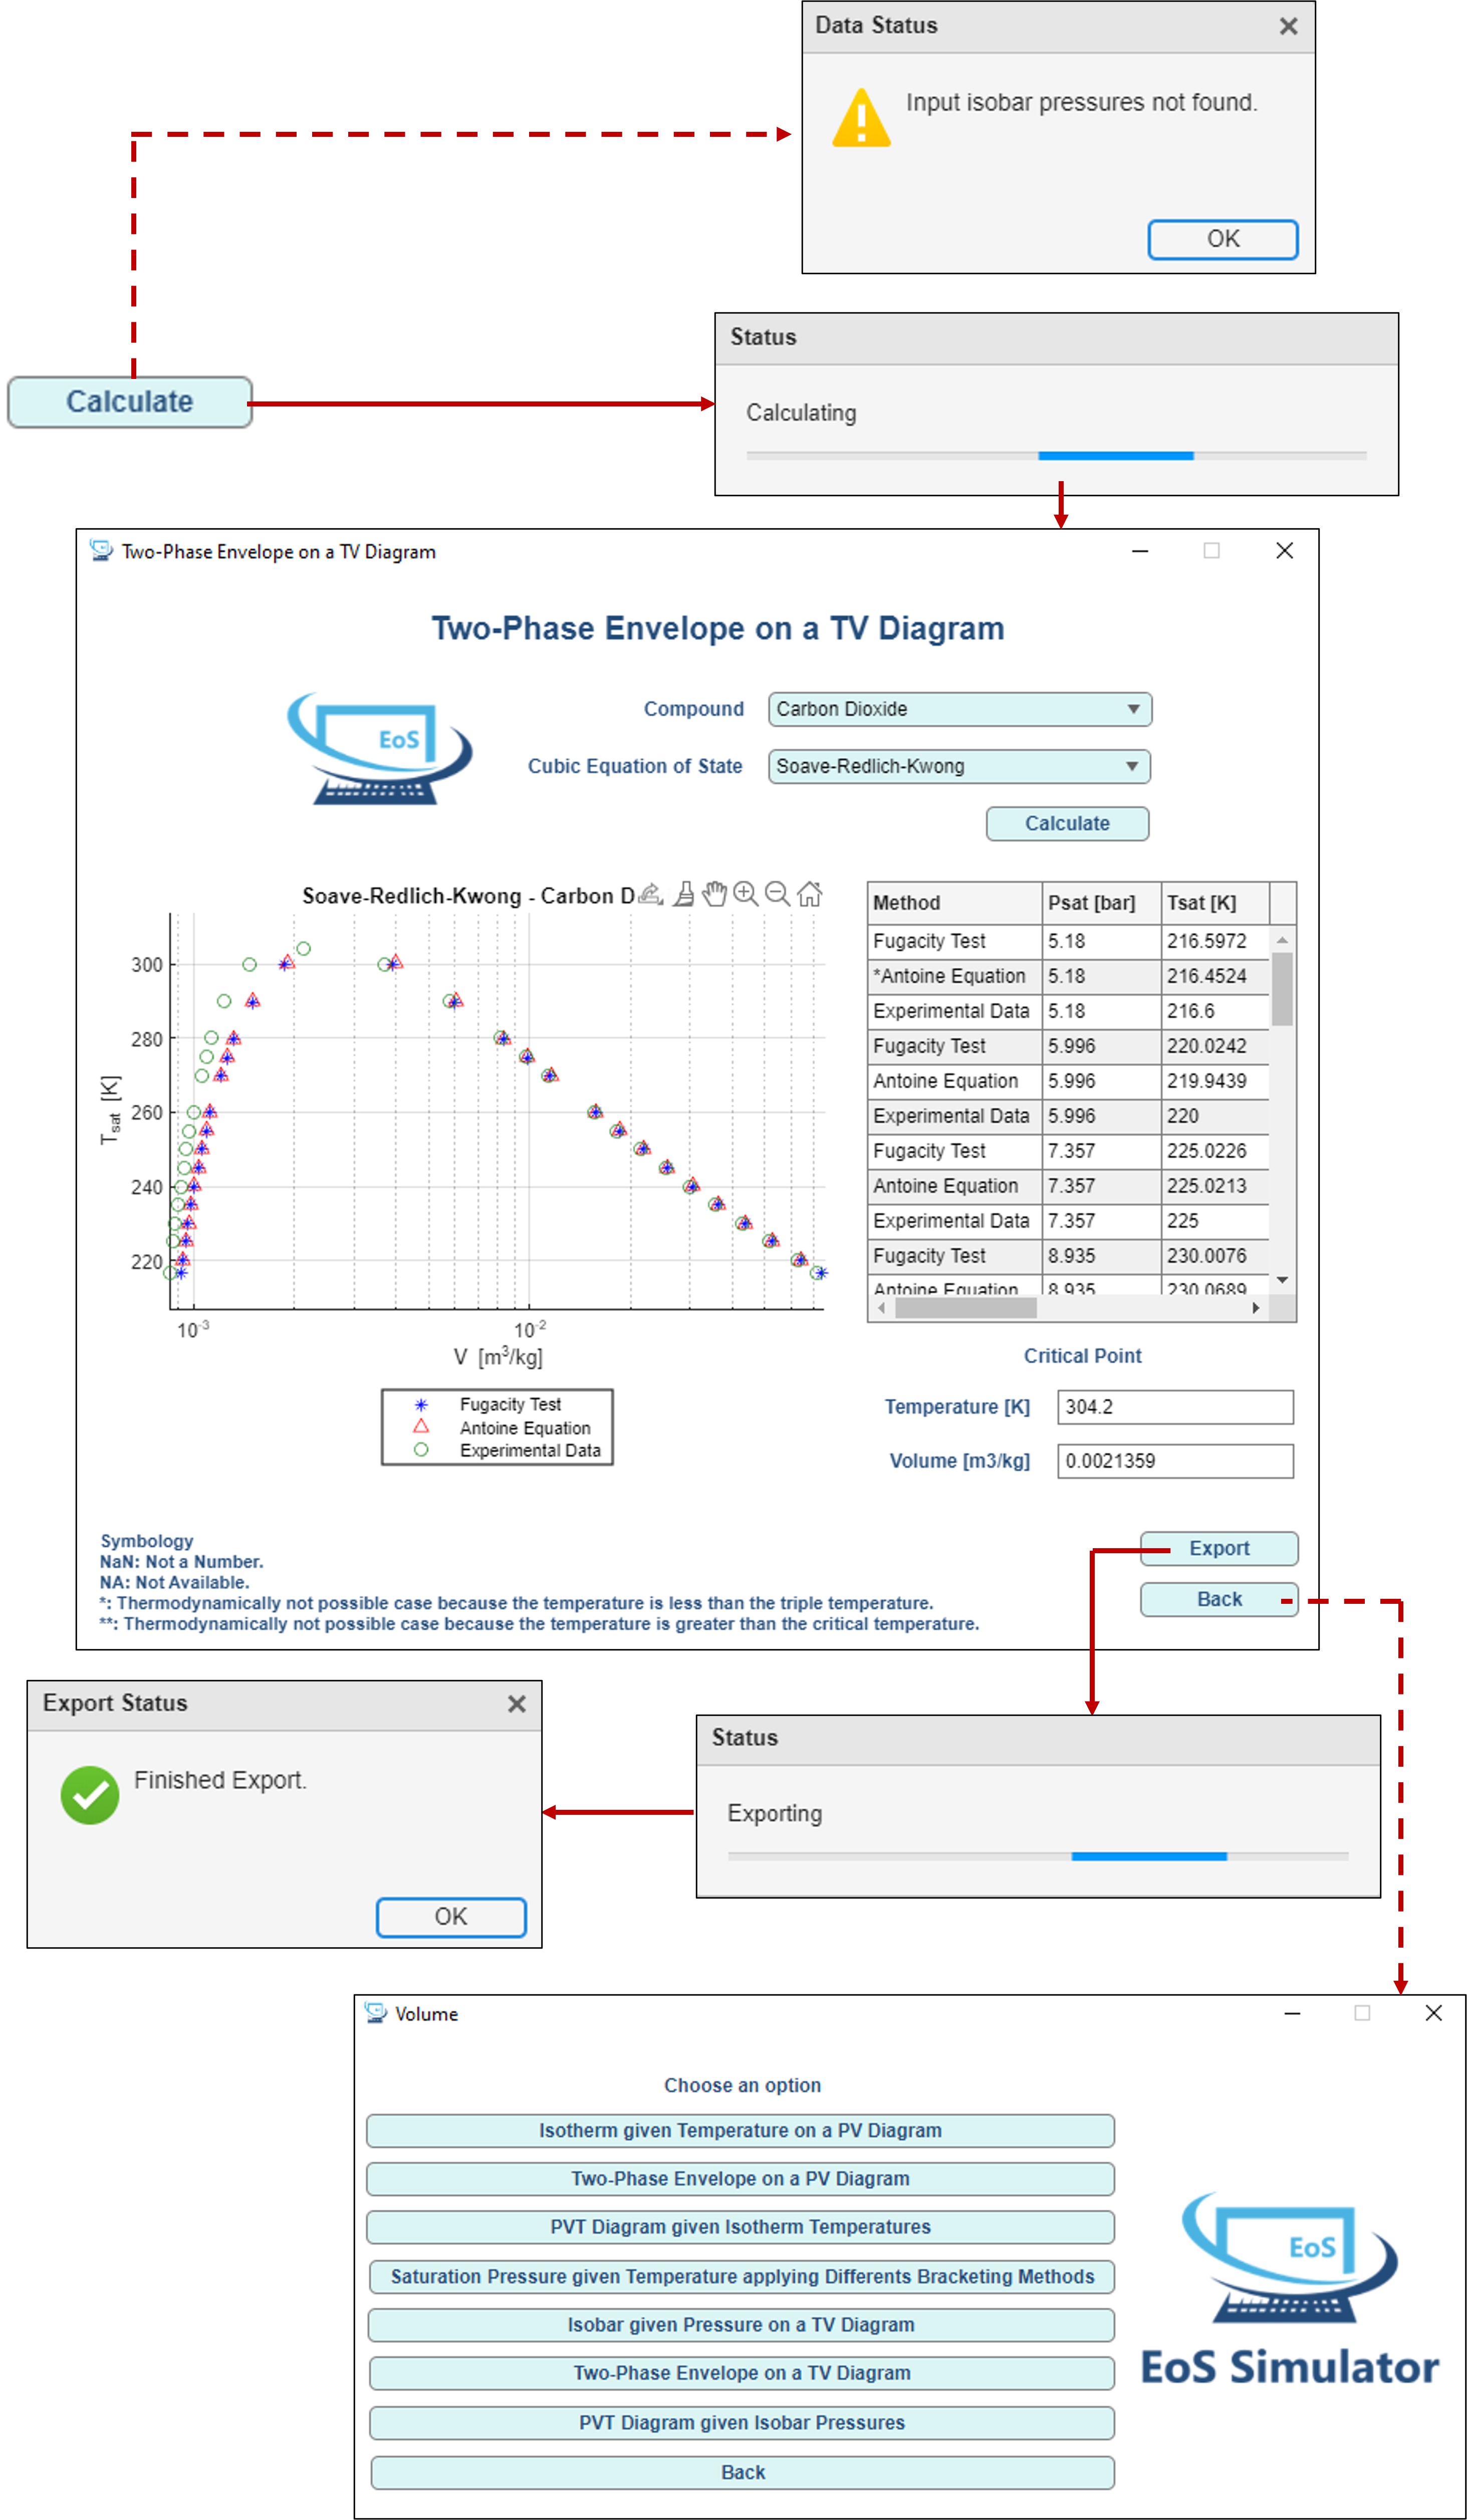 Data Status
Input isobar pressures not found.
OK
Status
Calculate
Calculating
Two-Phase Envelope on a TV Diagram
Two-Phase Envelope on a TV Diagram
EoS
Compound
Carbon Dioxide
Cubic Equation of State
Soave-Redlich-Kwong
Calculate
Soave-Redlich-Kwong - Carbon D
300
280
260
240
220
T_sat [K]
10^-3
10^-2
V [m^3/kg]
Fugacity Test
Antoine Equation
Experimental Data
Method Psat [bar] Tsat [K]
Fugacity Test 5.18 216.5972
*Antoine Equation 5.18 216.4524
Experimental Data 5.18 216.6
Fugacity Test 5.996 220.0242
Antoine Equation 5.996 219.9439
Experimental Data 5.996 220
Fugacity Test 7.357 225.0226
Antoine Equation 7.357 225.0213
Experimental Data 7.357 225
Fugacity Test 8.935 230.0076
Antoine Equation 8.935 230.0689
Critical Point
Temperature [K] 304.2
Volume [m3/kg] 0.0021359
Symbology
NaN: Not a Number.
NA: Not Available.
*: Thermodynamically not possible case because the temperature is less than the triple temperature.
**: Thermodynamically not possible case because the temperature is greater than the critical temperature.
Export
Back
Export Status
Finished Export.
OK
Status
Exporting
Volume
Choose an option
Isotherm given Temperature on a PV Diagram
Two-Phase Envelope on a PV Diagram
PVT Diagram given Isotherm Temperatures
Saturation Pressure given Temperature applying Differents Bracketing Methods
Isobar given Pressure on a TV Diagram
Two-Phase Envelope on a TV Diagram
PVT Diagram given Isobar Pressures
Back
EoS
EoS Simulator